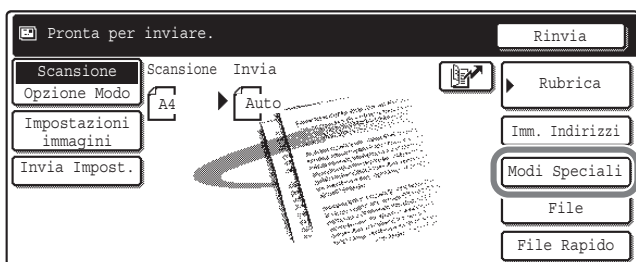 Pronta per inviare.
Rinvia
Scansione
Opzione Modo
Scansione
Invia
A4
Auto
Rubrica
Impostazioni
immagini
Imm. Indirizzi
Invia Impost.
Modi Speciali
File
File Rapido